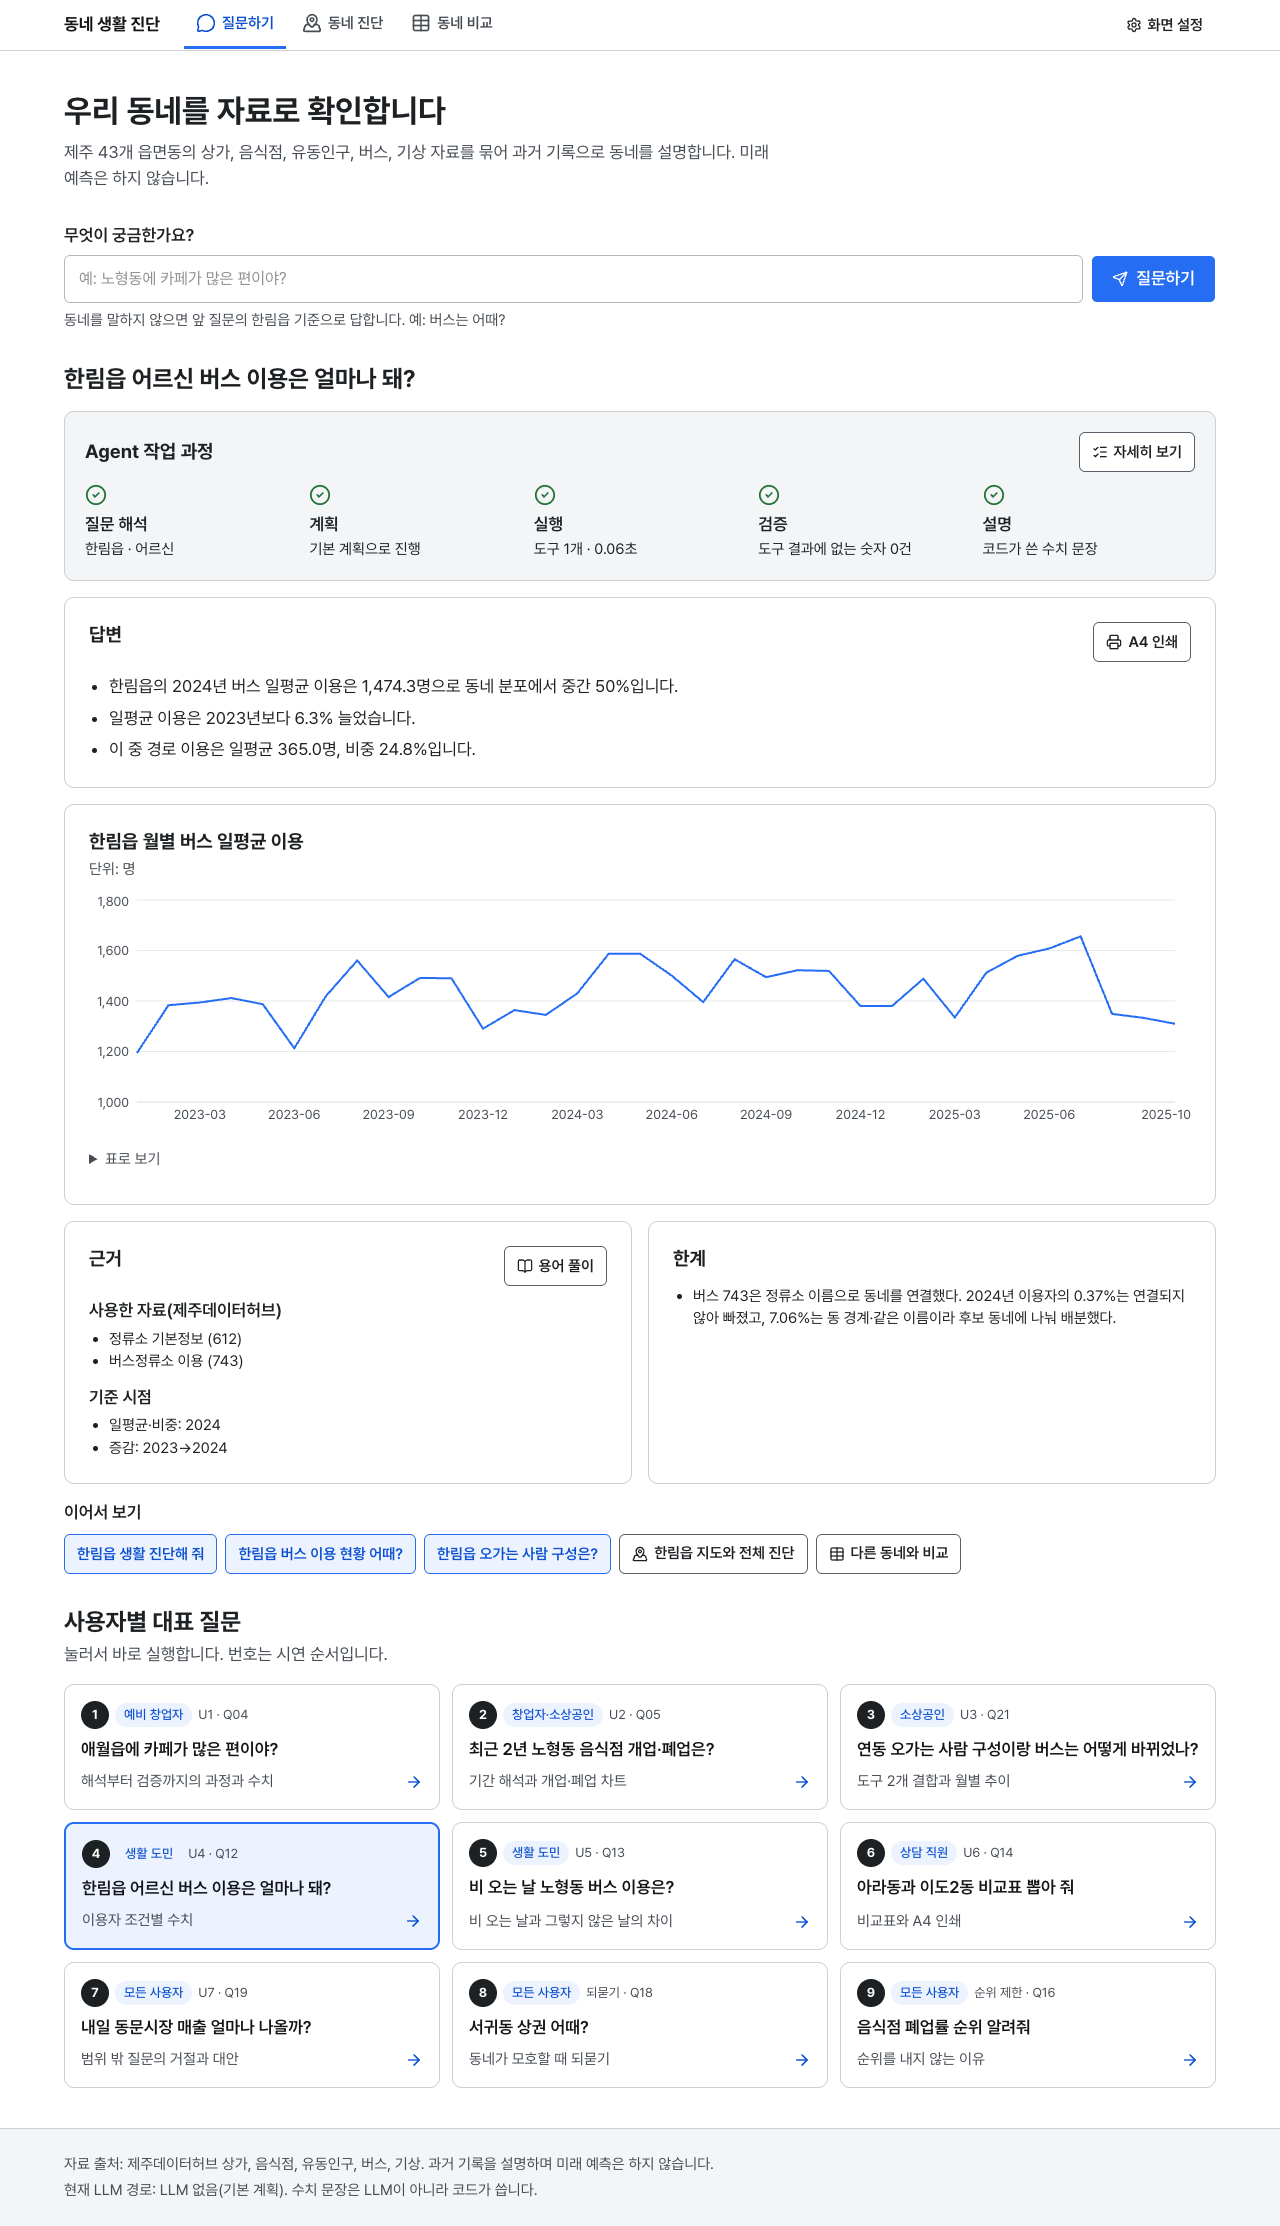 동네 생활 진단
질문하기
동네 진단
동네 비교
화면 설정
우리 동네를 자료로 확인합니다
제주 43개 읍면동의 상가, 음식점, 유동인구, 버스, 기상 자료를 묶어 과거 기록으로 동네를 설명합니다. 미래
예측은 하지 않습니다.
무엇이 궁금한가요?
예: 노형동에 카페가 많은 편이야?
질문하기
동네를 말하지 않으면 앞 질문의 한림읍 기준으로 답합니다. 예: 버스는 어때?
한림읍 어르신 버스 이용은 얼마나 돼?
Agent 작업 과정
자세히 보기
질문 해석
한림읍 · 어르신
계획
기본 계획으로 진행
실행
도구 1개 · 0.06초
검증
도구 결과에 없는 숫자 0건
설명
코드가 쓴 수치 문장
답변
A4 인쇄
• 한림읍의 2024년 버스 일평균 이용은 1,474.3명으로 동네 분포에서 중간 50%입니다.
• 일평균 이용은 2023년보다 6.3% 늘었습니다.
• 이 중 경로 이용은 일평균 365.0명, 비중 24.8%입니다.
한림읍 월별 버스 일평균 이용
단위: 명
1,800
1,600
1,400
1,200
1,000
2023-03 2023-06 2023-09 2023-12 2024-03 2024-06 2024-09 2024-12 2025-03 2025-06 2025-10
▶ 표로 보기
근거
용어 풀이
사용한 자료(제주데이터허브)
• 정류소 기본정보 (612)
• 버스정류소 이용 (743)
기준 시점
• 일평균·비중: 2024
• 증감: 2023→2024
한계
• 버스 743은 정류소 이름으로 동네를 연결했다. 2024년 이용자의 0.37%는 연결되지
않아 빠졌고, 7.06%는 동 경계·같은 이름이라 후보 동네에 나눠 배분했다.
이어서 보기
한림읍 생활 진단해 줘
한림읍 버스 이용 현황 어때?
한림읍 오가는 사람 구성은?
한림읍 지도와 전체 진단
다른 동네와 비교
사용자별 대표 질문
눌러서 바로 실행합니다. 번호는 시연 순서입니다.
1 예비 창업자 U1 · Q04
애월읍에 카페가 많은 편이야?
해석부터 검증까지의 과정과 수치
2 창업자·소상공인 U2 · Q05
최근 2년 노형동 음식점 개업·폐업은?
기간 해석과 개업·폐업 차트
3 소상공인 U3 · Q21
연동 오가는 사람 구성이랑 버스는 어떻게 바뀌었나?
도구 2개 결합과 월별 추이
4 생활 도민 U4 · Q12
한림읍 어르신 버스 이용은 얼마나 돼?
이용자 조건별 수치
5 생활 도민 U5 · Q13
비 오는 날 노형동 버스 이용은?
비 오는 날과 그렇지 않은 날의 차이
6 상담 직원 U6 · Q14
아라동과 이도2동 비교표 뽑아 줘
비교표와 A4 인쇄
7 모든 사용자 U7 · Q19
내일 동문시장 매출 얼마나 나올까?
범위 밖 질문의 거절과 대안
8 모든 사용자 되묻기 · Q18
서귀동 상권 어때?
동네가 모호할 때 되묻기
9 모든 사용자 순위 제한 · Q16
음식점 폐업률 순위 알려줘
순위를 내지 않는 이유
자료 출처: 제주데이터허브 상가, 음식점, 유동인구, 버스, 기상. 과거 기록을 설명하며 미래 예측은 하지 않습니다.
현재 LLM 경로: LLM 없음(기본 계획). 수치 문장은 LLM이 아니라 코드가 씁니다.